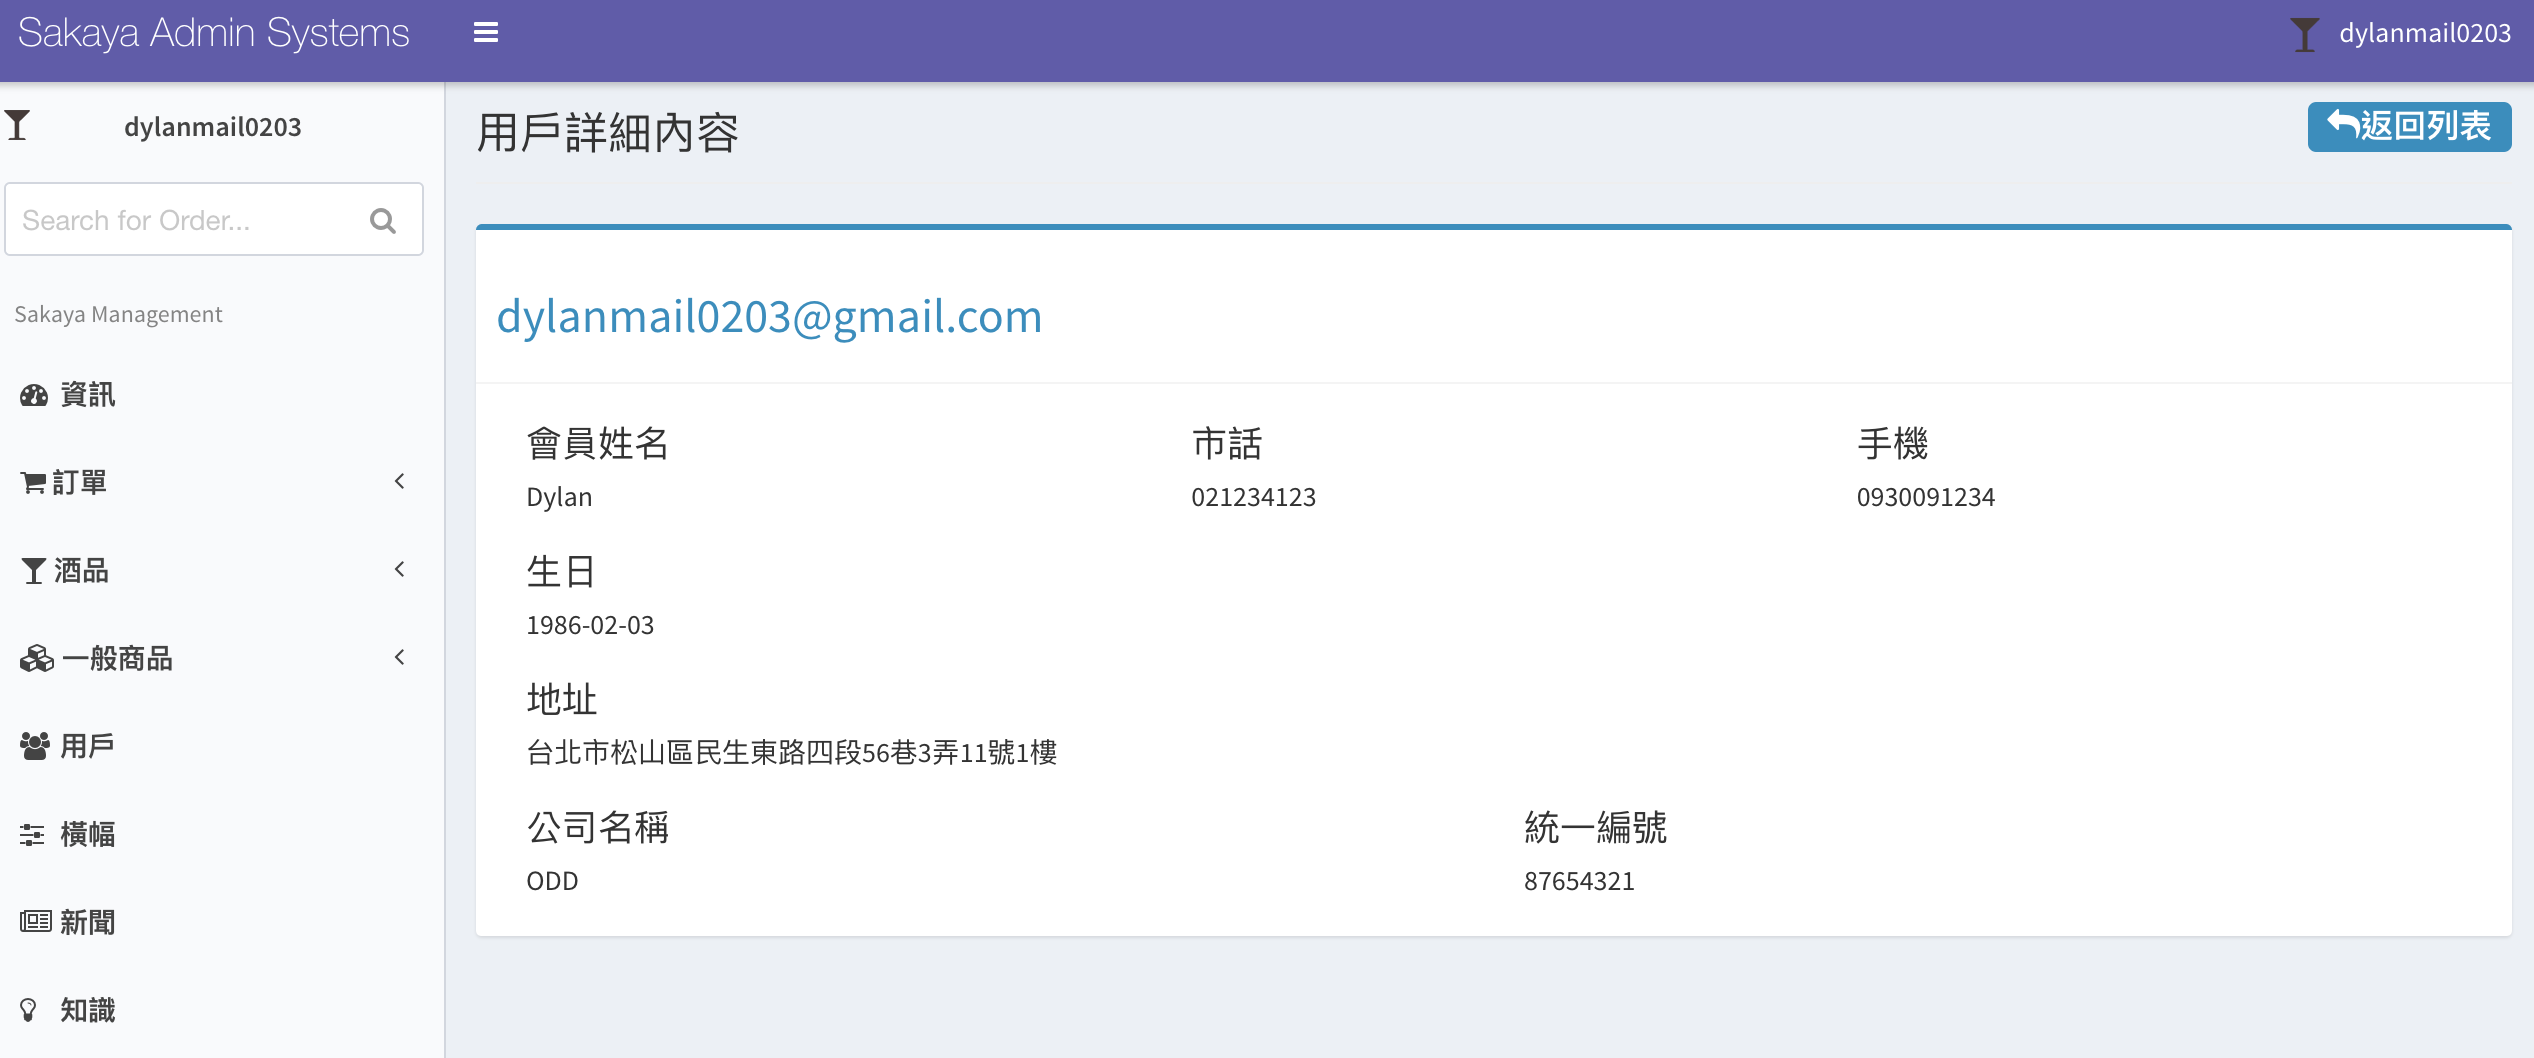 Sakaya Admin Systems
dylanmail0203
dylanmail0203
Search for Order...
Sakaya Management
資訊
訂單
酒品
一般商品
用戶
橫幅
新聞
知識
用戶詳細內容
返回列表
dylanmail0203@gmail.com
會員姓名 市話 手機
Dylan 021234123 0930091234
生日
1986-02-03
地址
台北市松山區民生東路四段56巷3弄11號1樓
公司名稱 統一編號
ODD 87654321